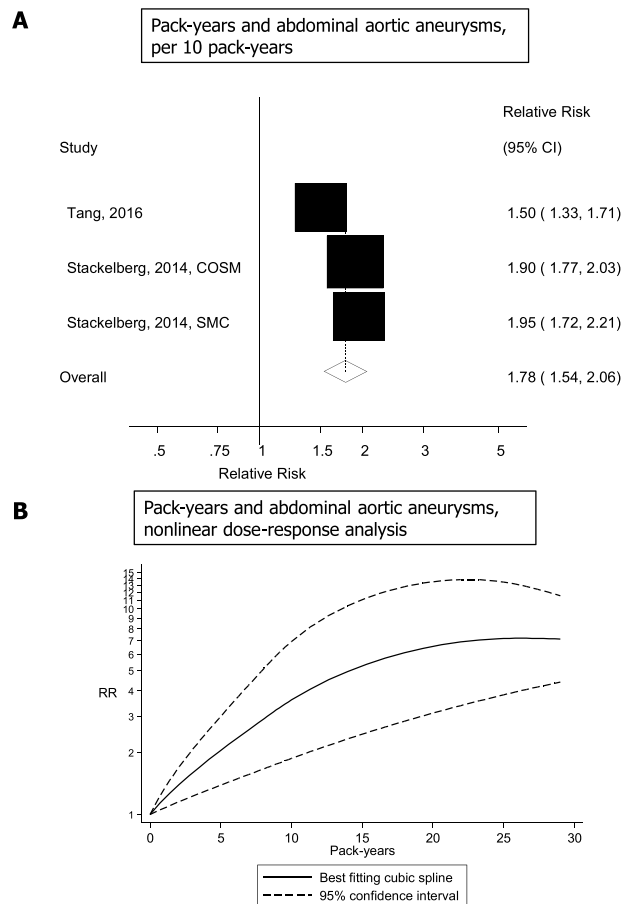 A
Pack-years and abdominal aortic aneurysms,
per 10 pack-years
Relative Risk
Study
(95% CI)
Tang, 2016
1.50 ( 1.33, 1.71)
Stackelberg, 2014, COSM
1.90 ( 1.77, 2.03)
Stackelberg, 2014, SMC
1.95 ( 1.72, 2.21)
Overall
1.78 ( 1.54, 2.06)
.5 .75 1 1.5 2 3 5
Relative Risk
B
Pack-years and abdominal aortic aneurysms,
nonlinear dose-response analysis
15
14
13
12
11
10
9
8
7
6
5
RR
4
3
2
1
0 5 10 15 20 25 30
Pack-years
Best fitting cubic spline
95% confidence interval